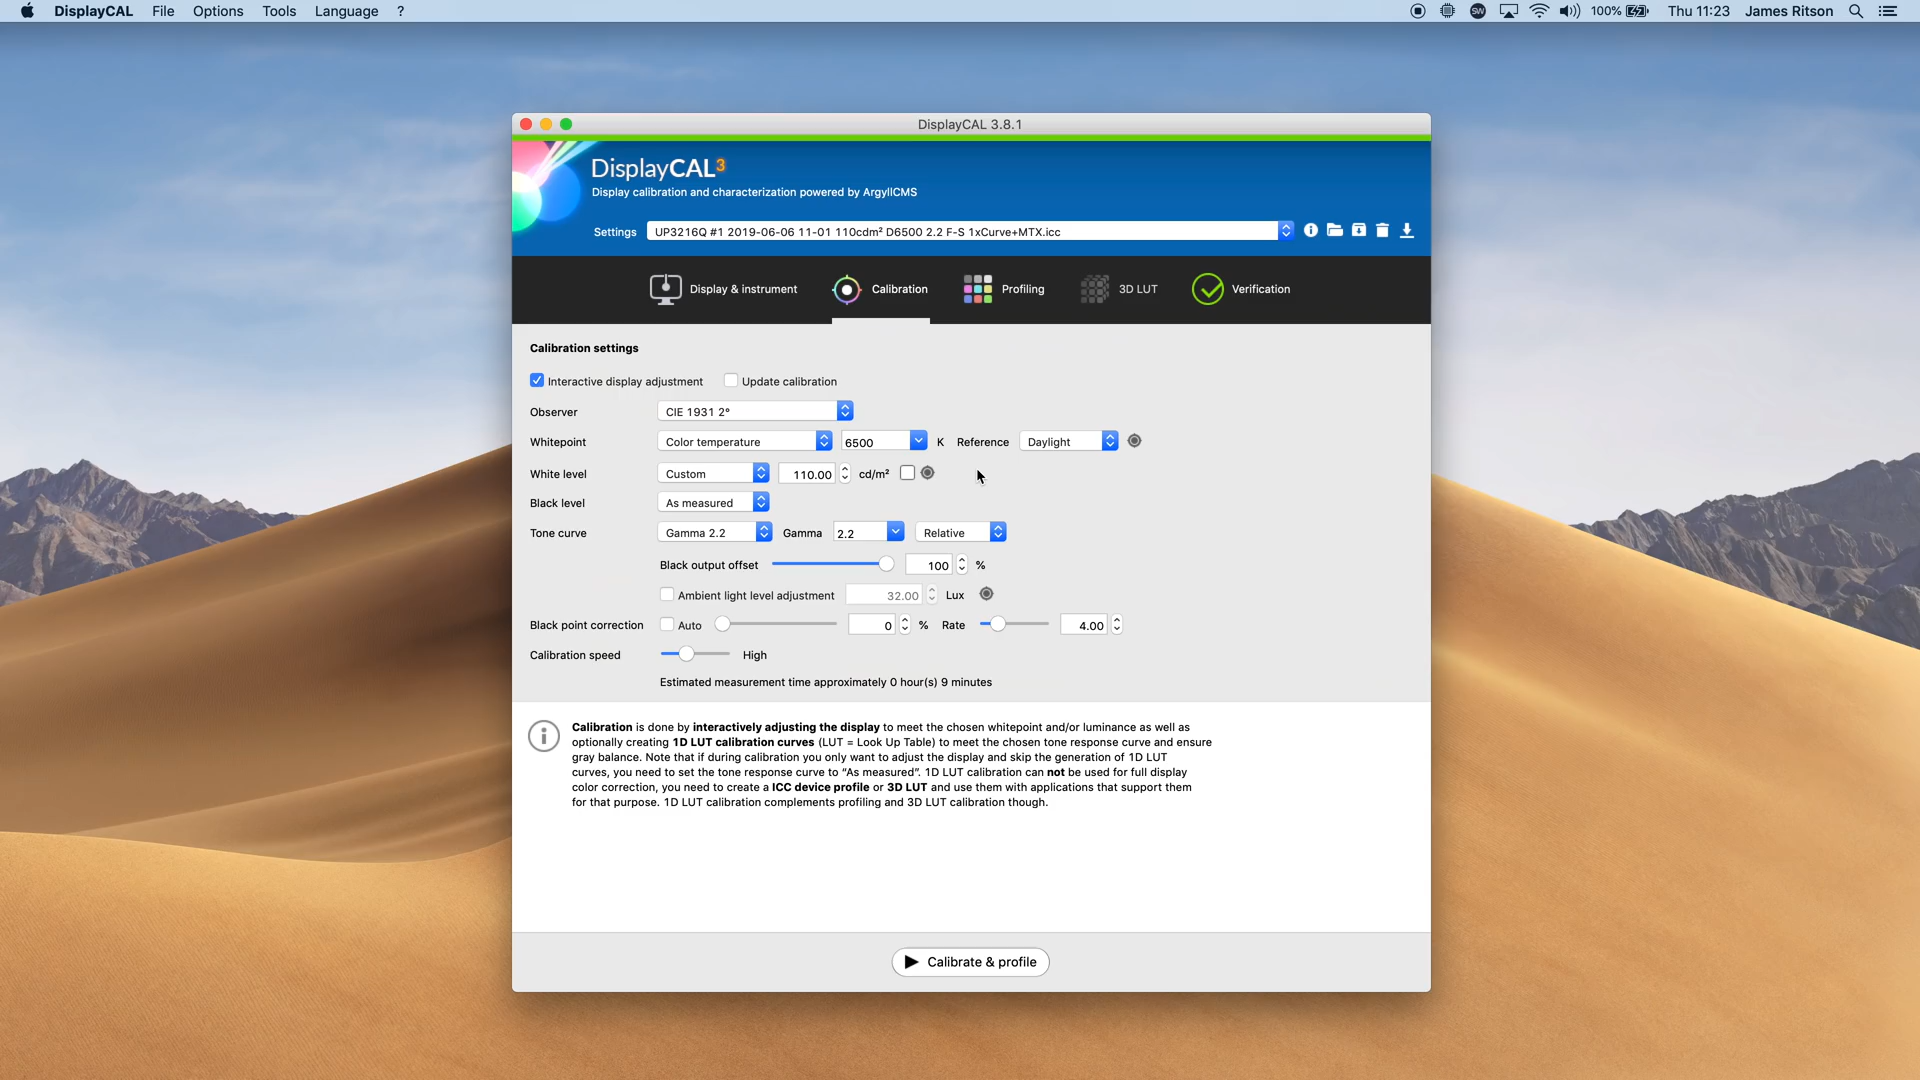 DisplayCAL File Options Tools Language ? SW 100% Thu 11:23 James Ritson
DisplayCAL 3.8.1
DisplayCAL3
Display calibration and characterization powered by ArgyllCMS
Settings UP3216Q #1 2019-06-06 11-01 110cdm² D6500 2.2 F-S 1xCurve+MTX.icc
Display & instrument Calibration Profiling 3D LUT Verification
Calibration settings
Interactive display adjustment Update calibration
Observer CIE 1931 2°
Whitepoint Color temperature 6500 K Reference Daylight
White level Custom 110.00 cd/m²
Black level As measured
Tone curve Gamma 2.2 Gamma 2.2 Relative
Black output offset 100 %
Ambient light level adjustment 32.00 Lux
Black point correction Auto 0 % Rate 4.00
Calibration speed High
Estimated measurement time approximately 0 hour(s) 9 minutes
Calibration is done by interactively adjusting the display to meet the chosen whitepoint and/or luminance as well as
optionally creating 1D LUT calibration curves (LUT = Look Up Table) to meet the chosen tone response curve and ensure
gray balance. Note that if during calibration you only want to adjust the display and skip the generation of 1D LUT
curves, you need to set the tone response curve to “As measured”. 1D LUT calibration can not be used for full display
color correction, you need to create a ICC device profile or 3D LUT and use them with applications that support them
for that purpose. 1D LUT calibration complements profiling and 3D LUT calibration though.
Calibrate & profile